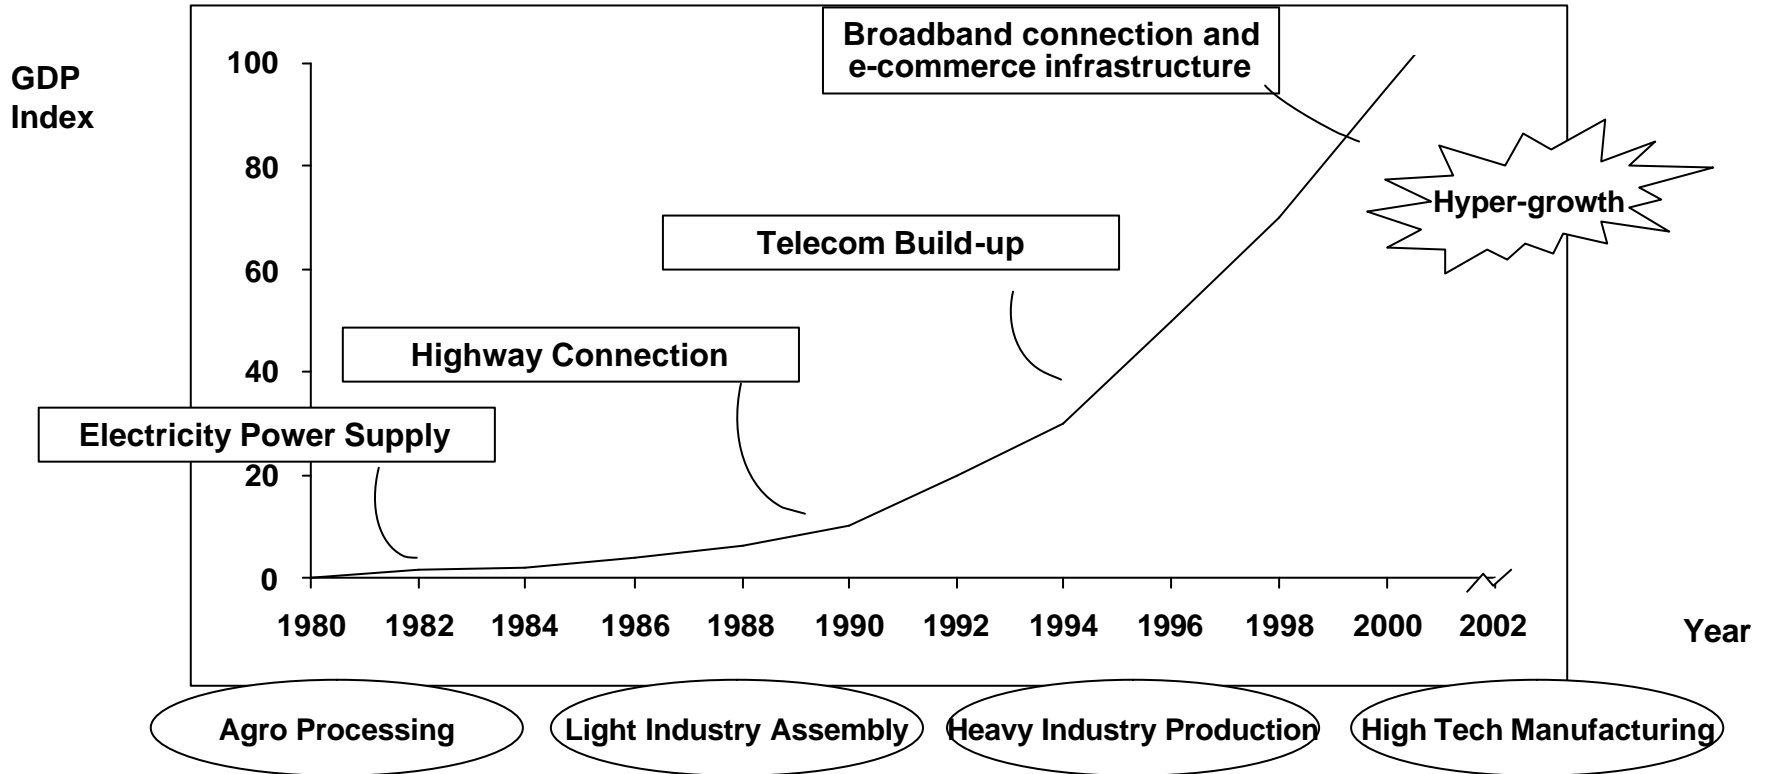 Broadband connection and
e-commerce infrastructure
GDP
Index
100
80
Hyper-growth
Telecom Build-up
60
Highway Connection
40
Electricity Power Supply
20
0
1980 1982 1984 1986 1988 1990 1992 1994 1996 1998 2000 2002
Year
Agro Processing
Light Industry Assembly
Heavy Industry Production
High Tech Manufacturing